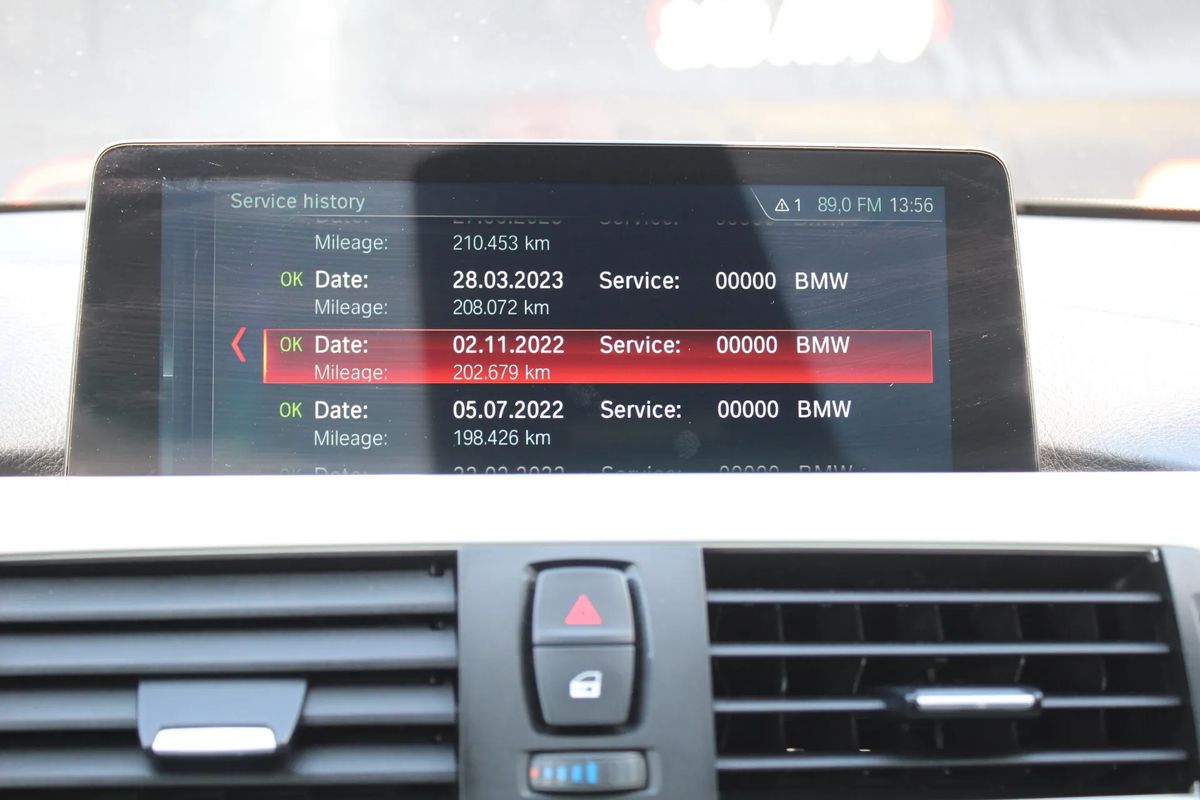 Service history
1 89,0 FM 13:56
Mileage: 210.453 km
OK Date: 28.03.2023 Service: 00000 BMW
Mileage: 208.072 km
OK Date: 02.11.2022 Service: 00000 BMW
Mileage: 202.679 km
OK Date: 05.07.2022 Service: 00000 BMW
Mileage: 198.426 km